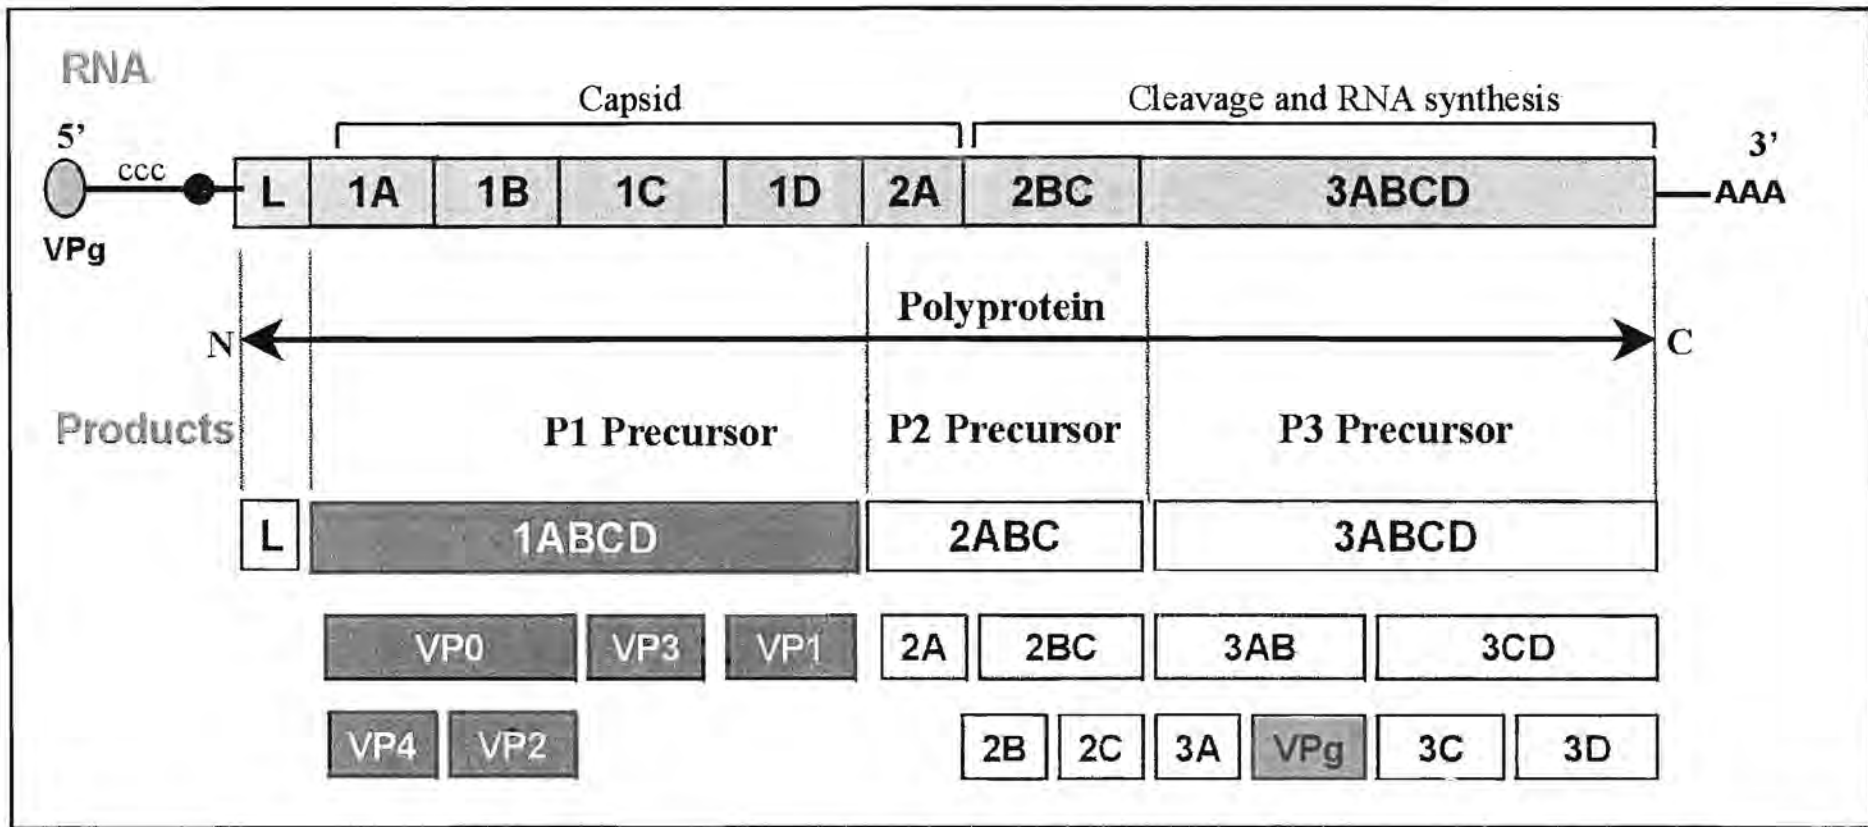 RNA
Capsid
Cleavage and RNA synthesis
5’
3’
ccc
L 1A 1B 1C 1D 2A 2BC 3ABCD
AAA
VPg
Polyprotein
N C
Products
P1 Precursor P2 Precursor P3 Precursor
L 1ABCD 2ABC 3ABCD
VP0 VP3 VP1 2A 2BC 3AB 3CD
VP4 VP2 2B 2C 3A VPg 3C 3D